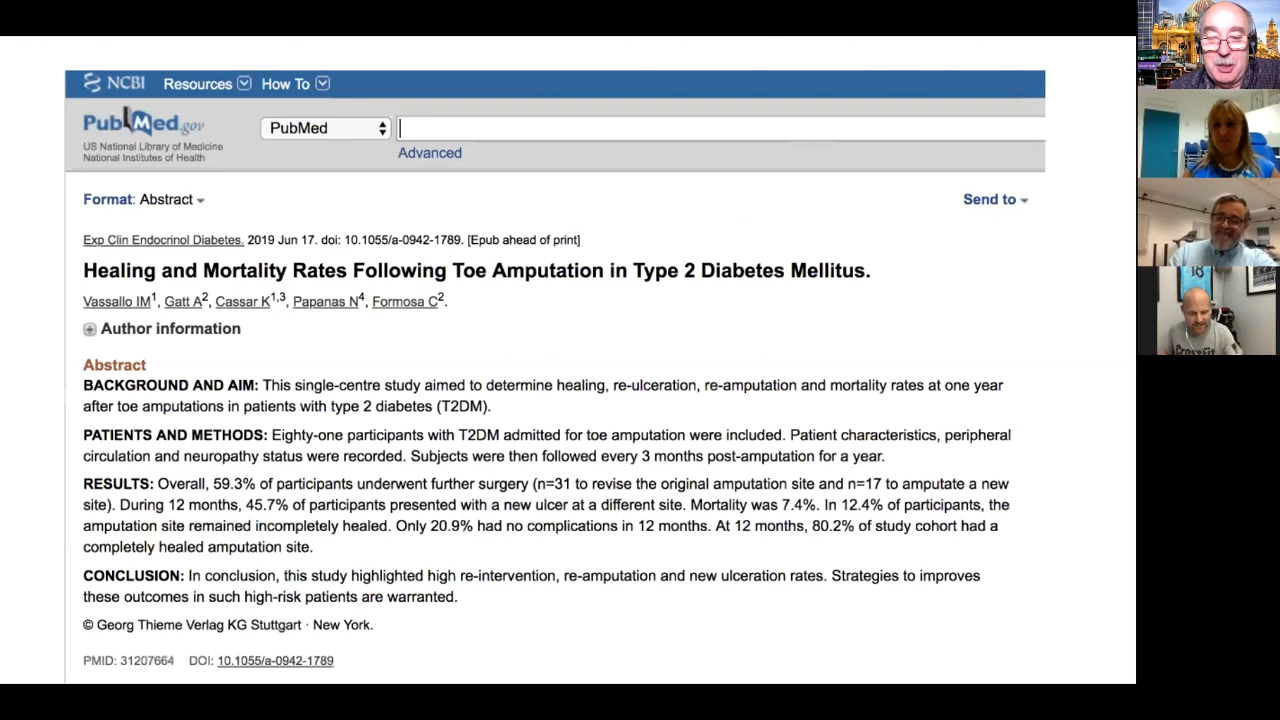 NCBI Resources How To
PubMed.gov
US National Library of Medicine
National Institutes of Health
PubMed
Advanced
Format: Abstract
Send to
Exp Clin Endocrinol Diabetes. 2019 Jun 17. doi: 10.1055/a-0942-1789. [Epub ahead of print]
Healing and Mortality Rates Following Toe Amputation in Type 2 Diabetes Mellitus.
Vassallo IM1, Gatt A2, Cassar K1,3, Papanas N4, Formosa C2.
Author information
Abstract
BACKGROUND AND AIM: This single-centre study aimed to determine healing, re-ulceration, re-amputation and mortality rates at one year
after toe amputations in patients with type 2 diabetes (T2DM).
PATIENTS AND METHODS: Eighty-one participants with T2DM admitted for toe amputation were included. Patient characteristics, peripheral
circulation and neuropathy status were recorded. Subjects were then followed every 3 months post-amputation for a year.
RESULTS: Overall, 59.3% of participants underwent further surgery (n=31 to revise the original amputation site and n=17 to amputate a new
site). During 12 months, 45.7% of participants presented with a new ulcer at a different site. Mortality was 7.4%. In 12.4% of participants, the
amputation site remained incompletely healed. Only 20.9% had no complications in 12 months. At 12 months, 80.2% of study cohort had a
completely healed amputation site.
CONCLUSION: In conclusion, this study highlighted high re-intervention, re-amputation and new ulceration rates. Strategies to improves
these outcomes in such high-risk patients are warranted.
© Georg Thieme Verlag KG Stuttgart · New York.
PMID: 31207664 DOI: 10.1055/a-0942-1789
18
CrossFit